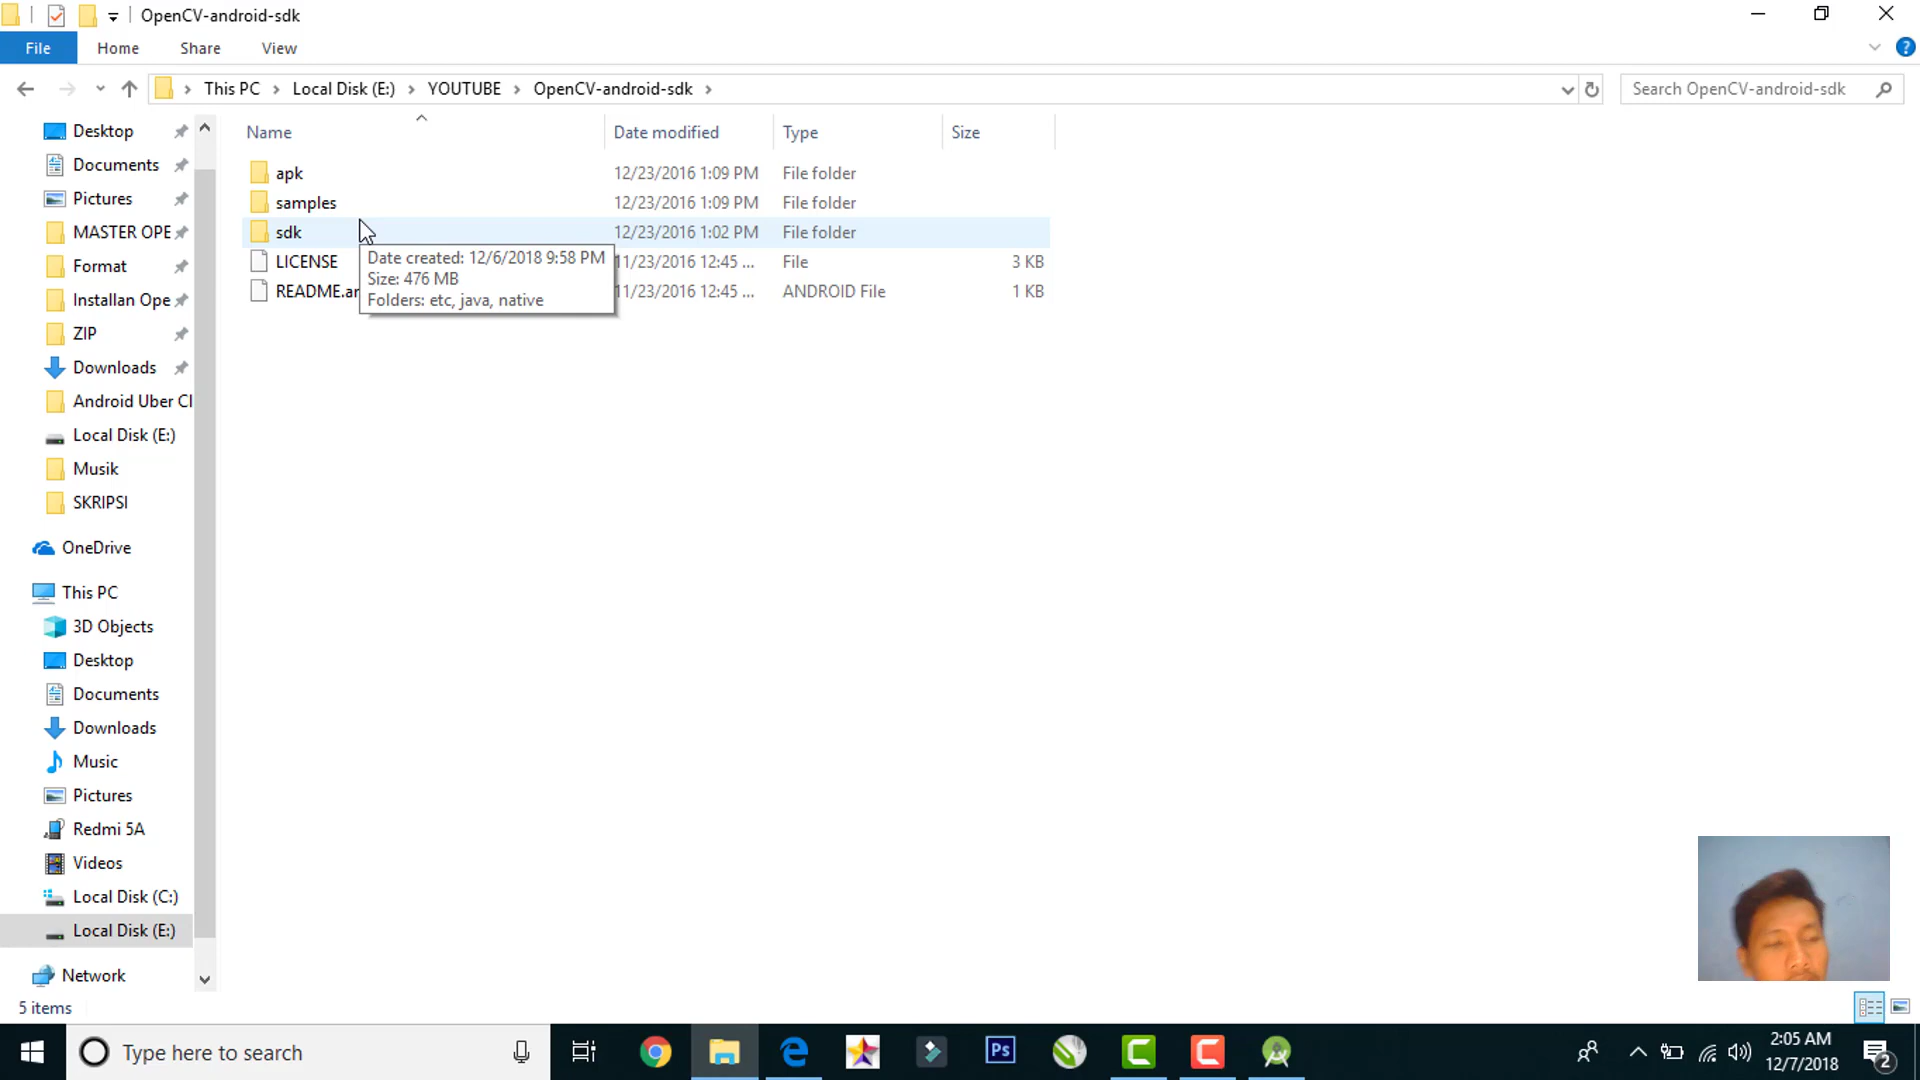 OpenCV-android-sdk
File Home Share View
This PC Local Disk (E:) YOUTUBE OpenCV-android-sdk Search OpenCV-android-sdk
Name Date modified Type Size
apk 12/23/2016 1:09 PM File folder
samples 12/23/2016 1:09 PM File folder
sdk 12/23/2016 1:02 PM File folder
LICENSE 11/23/2016 12:45 ... File 3 KB
README.an 11/23/2016 12:45 ... ANDROID File 1 KB
Date created: 12/6/2018 9:58 PM
Size: 476 MB
Folders: etc, java, native
Desktop
Documents
Pictures
MASTER OPE
Format
Installan Ope
ZIP
Downloads
Android Uber Cl
Local Disk (E:)
Musik
SKRIPSI
OneDrive
This PC
3D Objects
Desktop
Documents
Downloads
Music
Pictures
Redmi 5A
Videos
Local Disk (C:)
Local Disk (E:)
Network
5 items
Type here to search
Ps
2:05 AM
12/7/2018
2